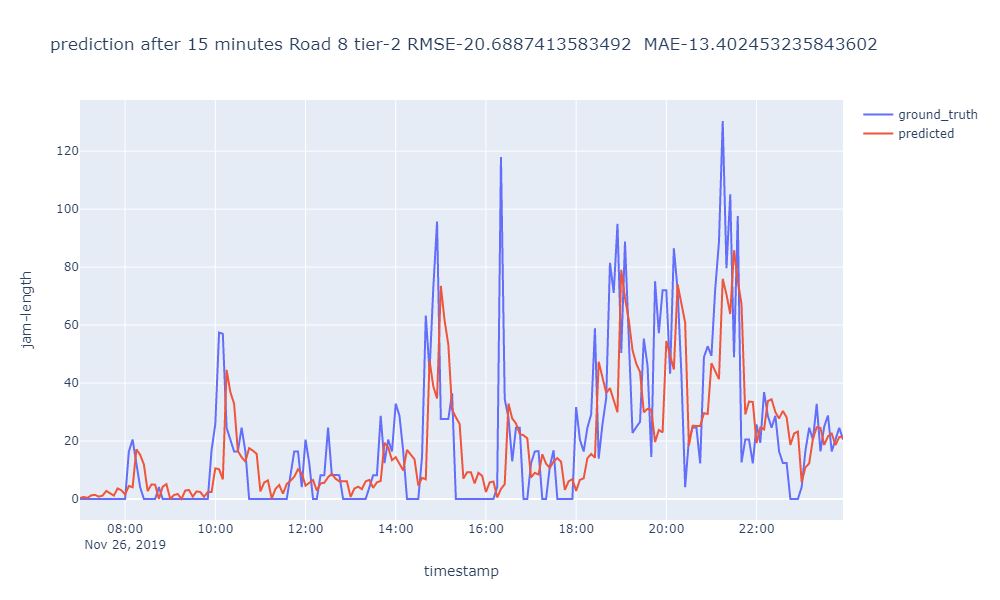 prediction after 15 minutes Road 8 tier-2 RMSE-20.6887413583492  MAE-13.402453235843602
ground_truth
predicted
jam-length
120
100
80
60
40
20
0
08:00 10:00 12:00 14:00 16:00 18:00 20:00 22:00
Nov 26, 2019
timestamp